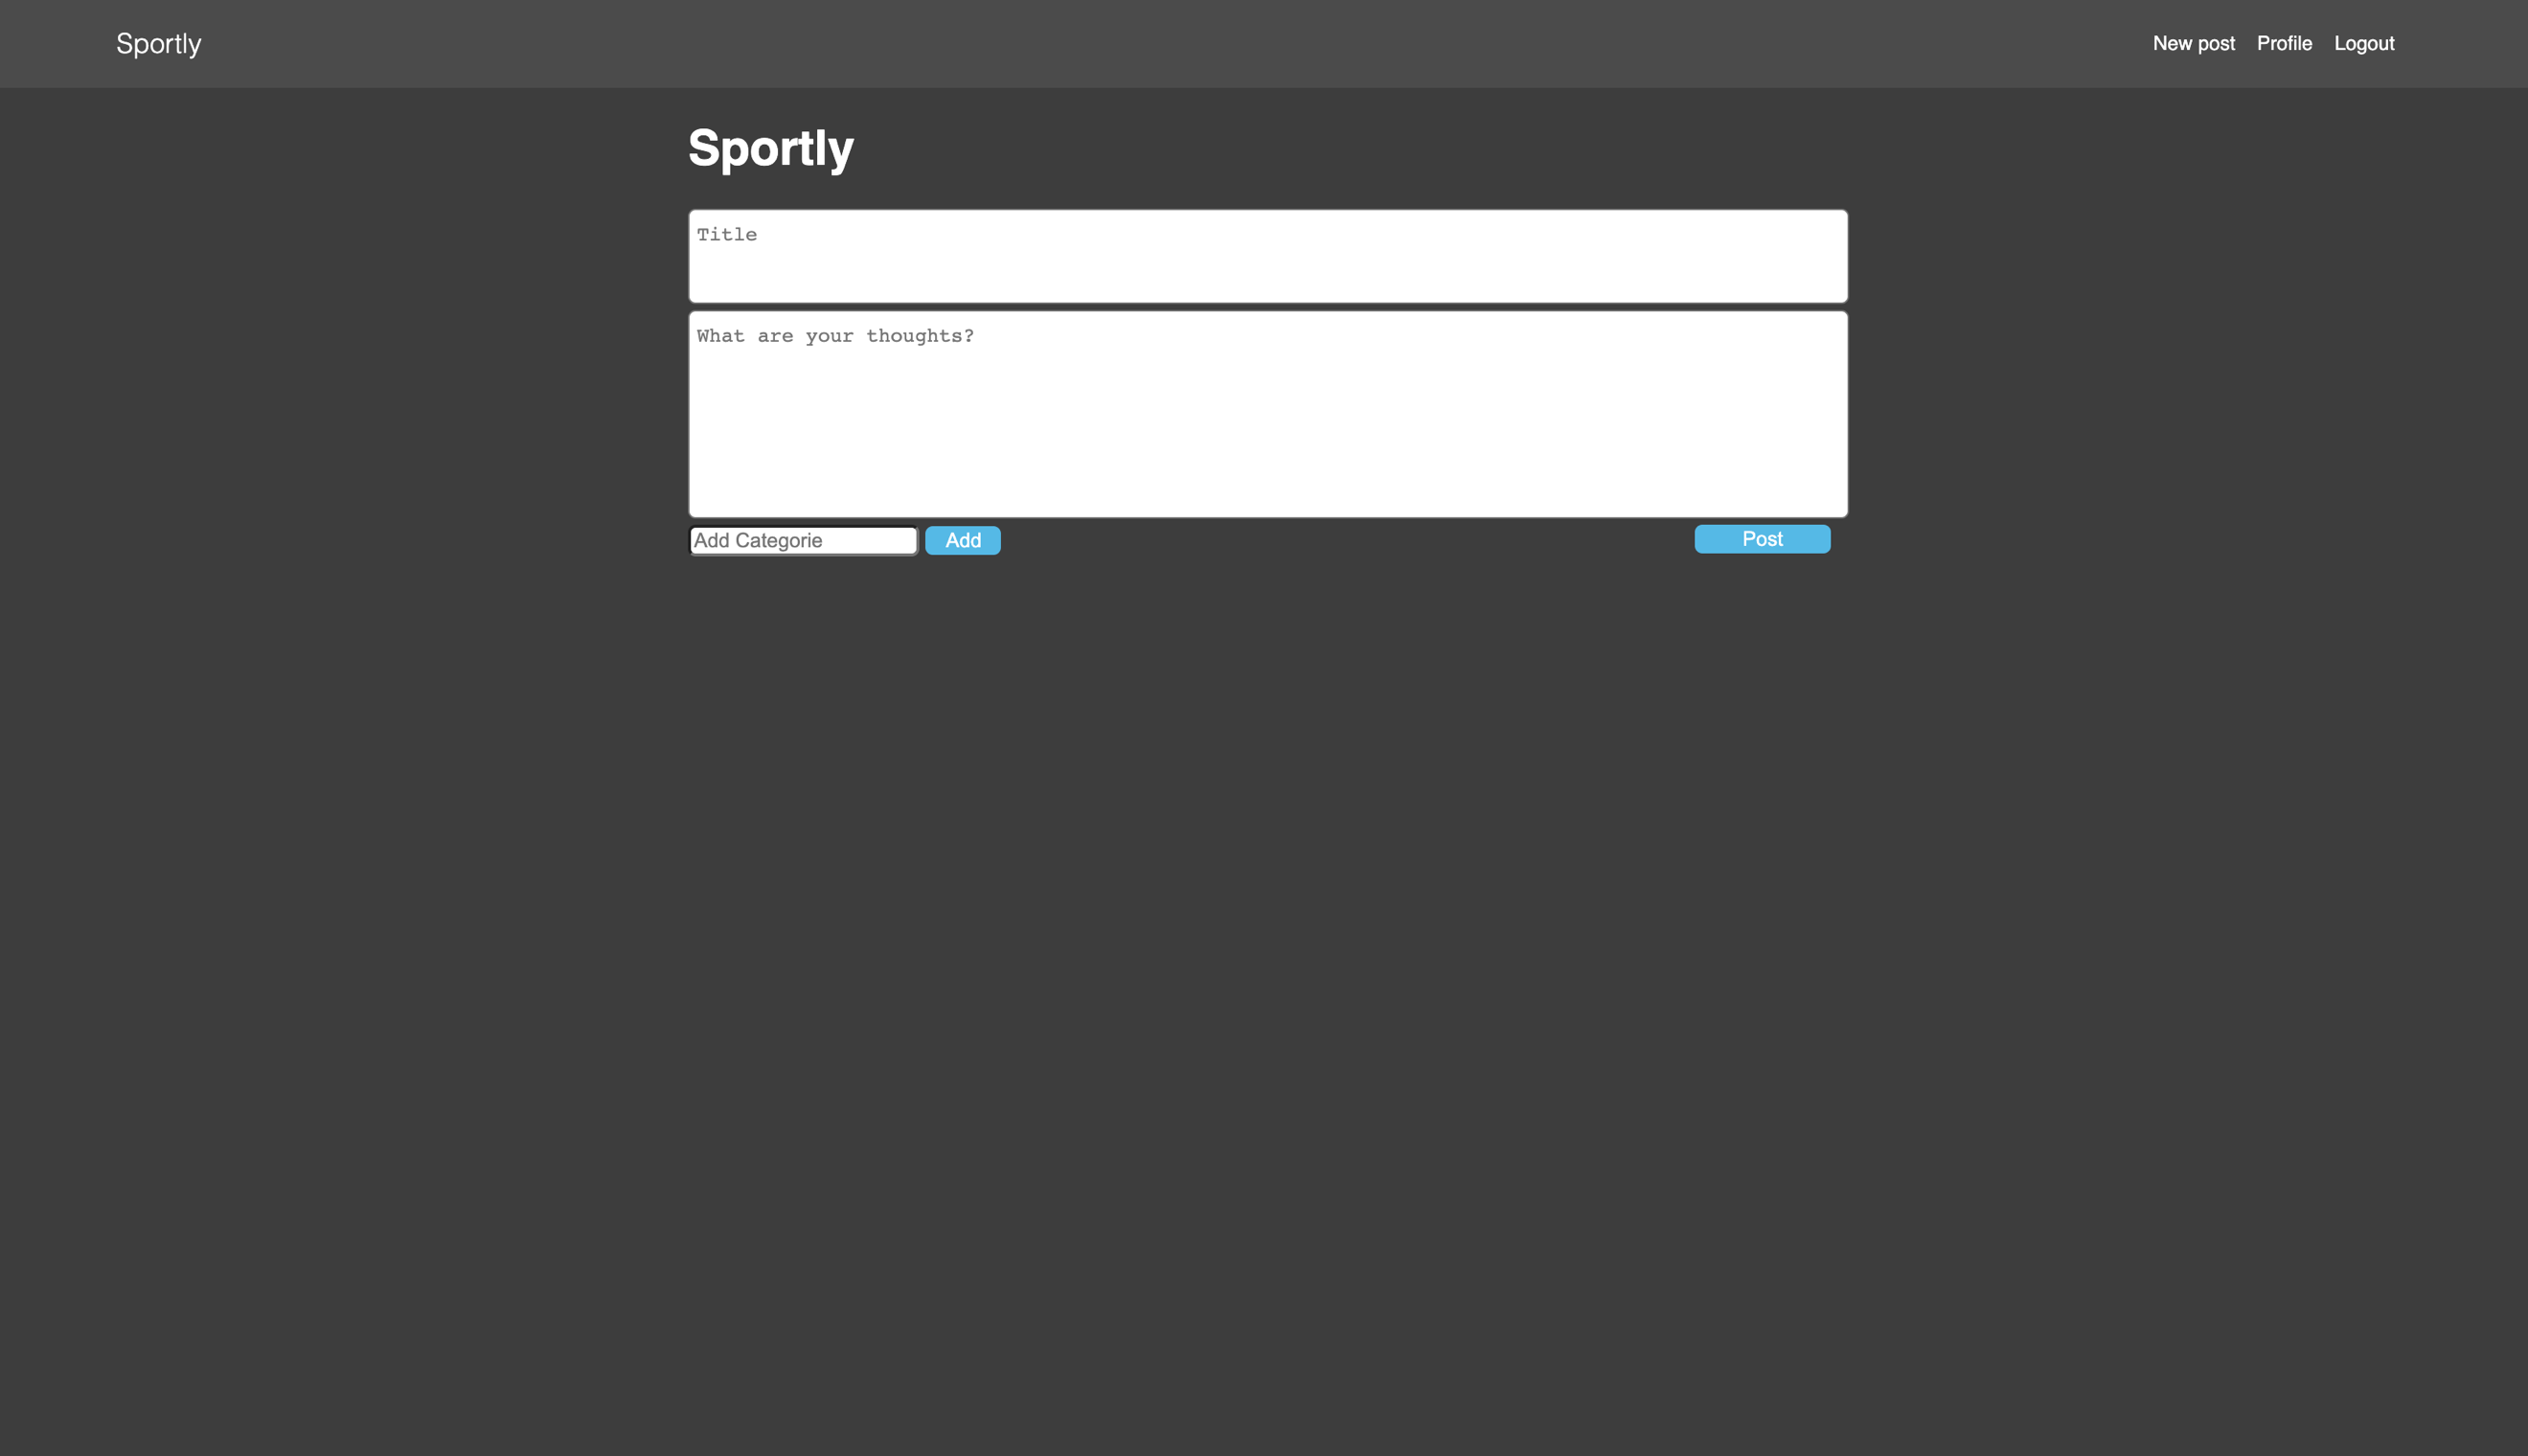 Sportly
New post Profile Logout
Sportly
Title
What are your thoughts?
Add Categorie Add Post